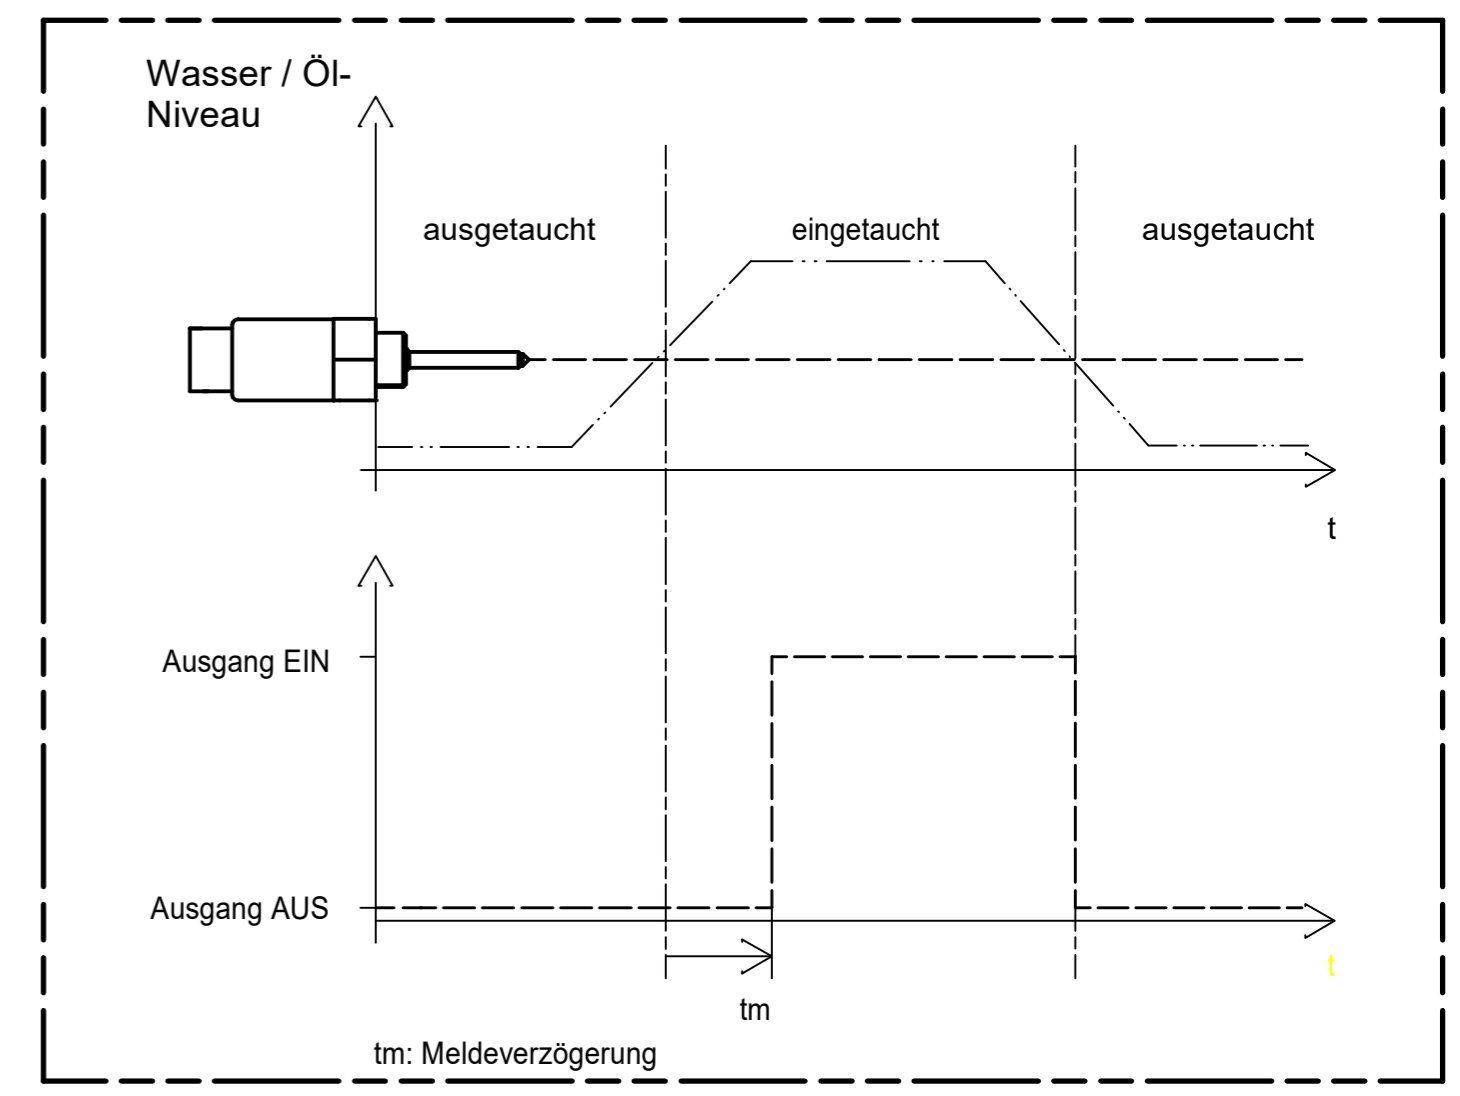 Wasser / Öl-
Niveau
ausgetaucht
eingetaucht
ausgetaucht
t
Ausgang EIN
Ausgang AUS
t
tm
tm: Meldeverzögerung